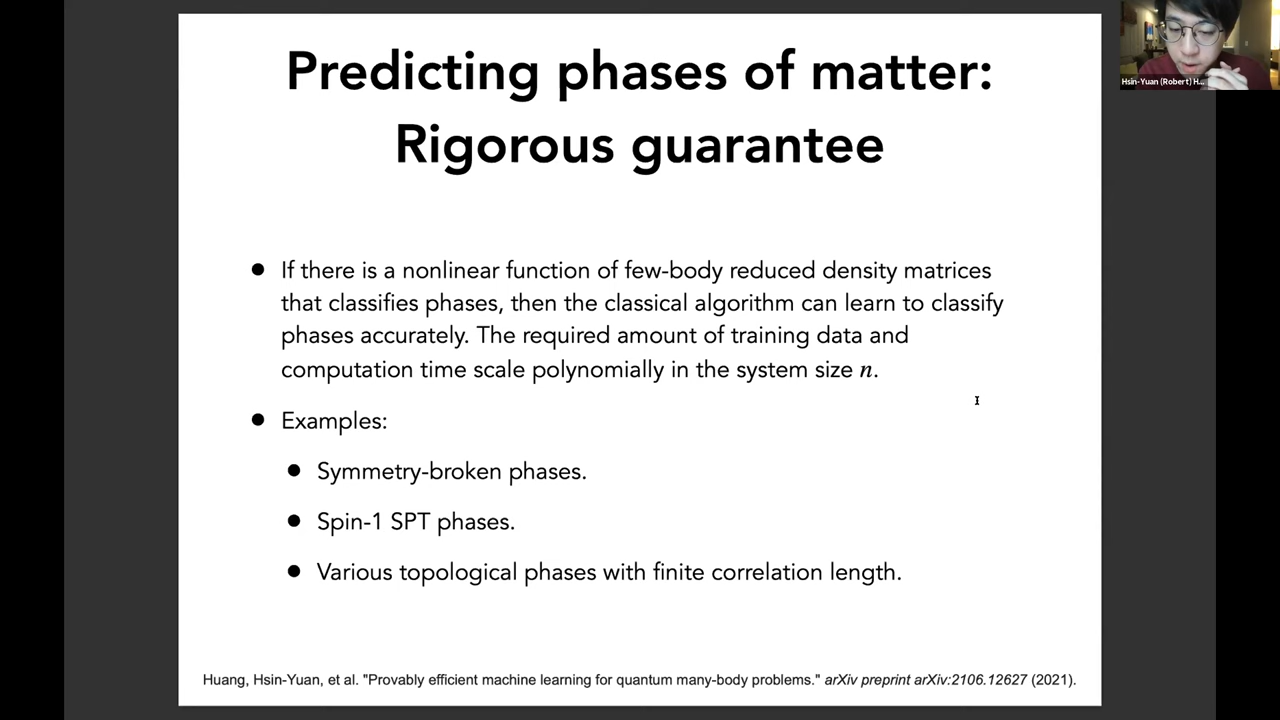 Predicting phases of matter:
Rigorous guarantee
Hsin-Yuan (Robert) H...
● If there is a nonlinear function of few-body reduced density matrices
that classifies phases, then the classical algorithm can learn to classify
phases accurately. The required amount of training data and
computation time scale polynomially in the system size n.
● Examples:
● Symmetry-broken phases.
● Spin-1 SPT phases.
● Various topological phases with finite correlation length.
Huang, Hsin-Yuan, et al. "Provably efficient machine learning for quantum many-body problems." arXiv preprint arXiv:2106.12627 (2021).